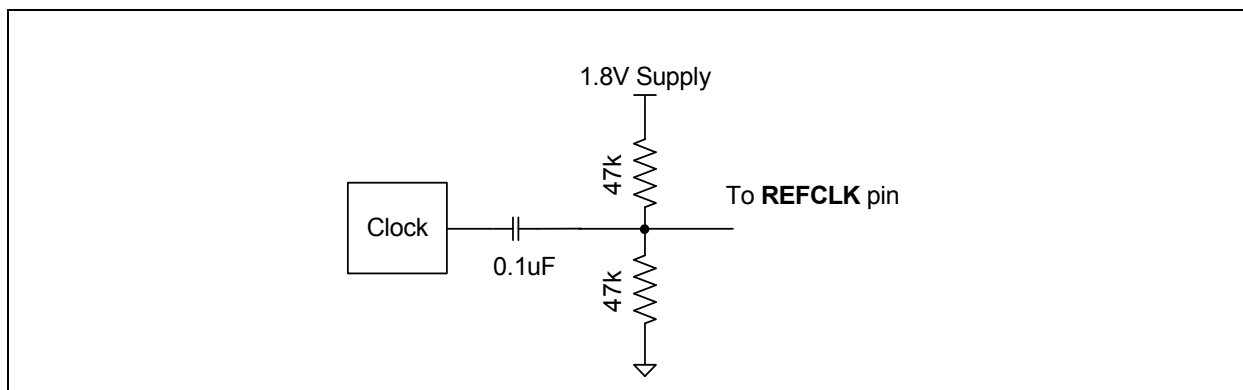 1.8V Supply
47k
To REFCLK pin
Clock
0.1uF
47k